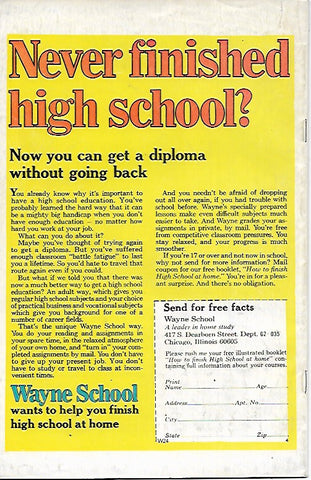 Never finished
high school?
Now you can get a diploma
without going back
You already know why it's important to
have a high school education. You've
probably learned the hard way that it can
be a mighty big handicap when you don't
have enough education — no matter how
hard you work at your job.
What can you do about it?
Maybe you've thought of trying again
to get a diploma. But you've suffered
enough classroom "battle fatigue" to last
you a lifetime. So you'd hate to travel that
route again even if you could.
But what if we told you that there was
now a much better way to get a high school
education? An adult way, which gives you
regular high school subjects and your choice
of practical business and vocational subjects
which give you background for one of a
number of career fields.
That's the unique Wayne School way.
You do your reading and assignments in
your spare time, in the relaxed atmosphere
of your own home, and "turn in" your com-
pleted assignments by mail. You don't have
to give up your present job. You don't
have to study or travel to class at incon-
venient times.
Wayne School
wants to help you finish
high school at home
And you needn't be afraid of dropping
out all over again, if you had trouble with
school before. Wayne's specially prepared
lessons make even difficult subjects much
easier to take. And Wayne grades your as-
signments in private, by mail. You're free
from competitive classroom pressures. You
stay relaxed, and your progress is much
smoother.
If you're 17 or over and not now in school,
why not send for more information? Mail
coupon for our free booklet, "How to finish
High School at home". You're in for a pleas-
ant surprise. And there's no obligation.
Send for free facts
Wayne School
A leader in home study
417 S. Dearborn Street, Dept. 67-035
Chicago, Illinois 60605
Please rush me your free illustrated booklet
"How to finish High School at home" con-
taining full information about your courses.
Print
Name Age
Address Apt. No.
City
State Zip
W24